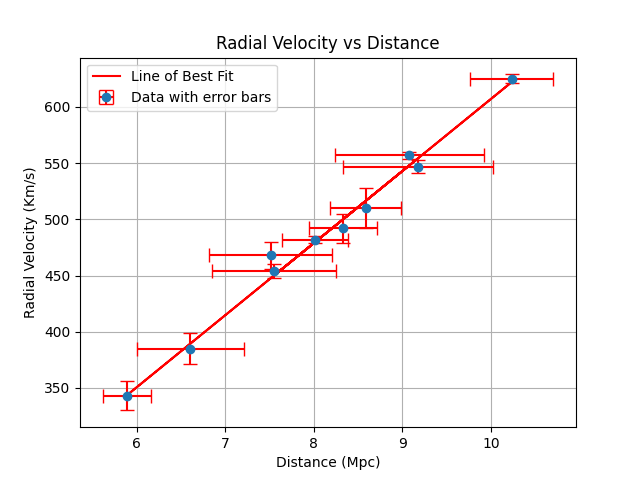 Radial Velocity vs Distance
Line of Best Fit
Data with error bars
Radial Velocity (Km/s)
600
550
500
450
400
350
6 7 8 9 10
Distance (Mpc)